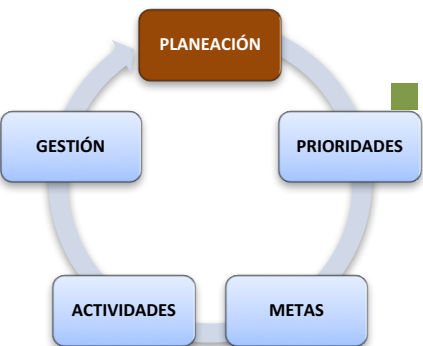 PLANEACIÓN
PRIORIDADES
METAS
ACTIVIDADES
GESTIÓN